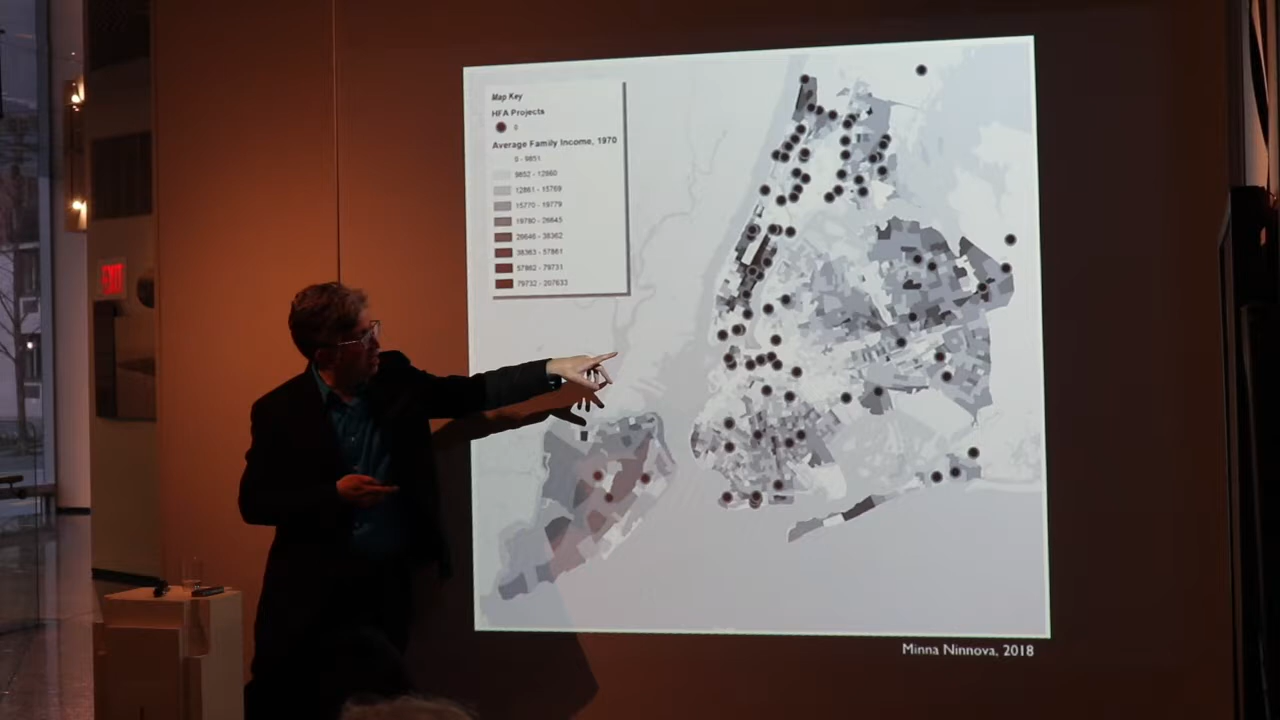 Map Key
HFA Projects
0
Average Family Income, 1970
0 - 9851
9852 - 12860
12861 - 15769
15770 - 19779
19780 - 26645
26646 - 38362
38363 - 57861
57862 - 79731
79732 - 207633
Minna Ninnova, 2018